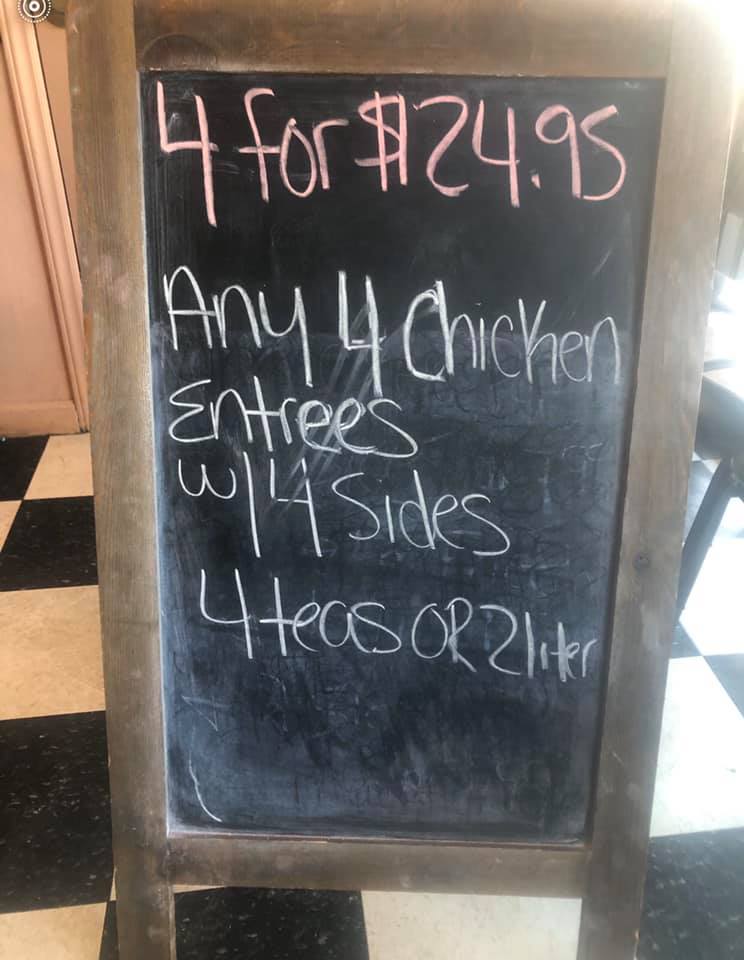 4 for $24.95
Any 4 Chicken
Entrees
w/ 4 Sides
4 teas OR 2 liter